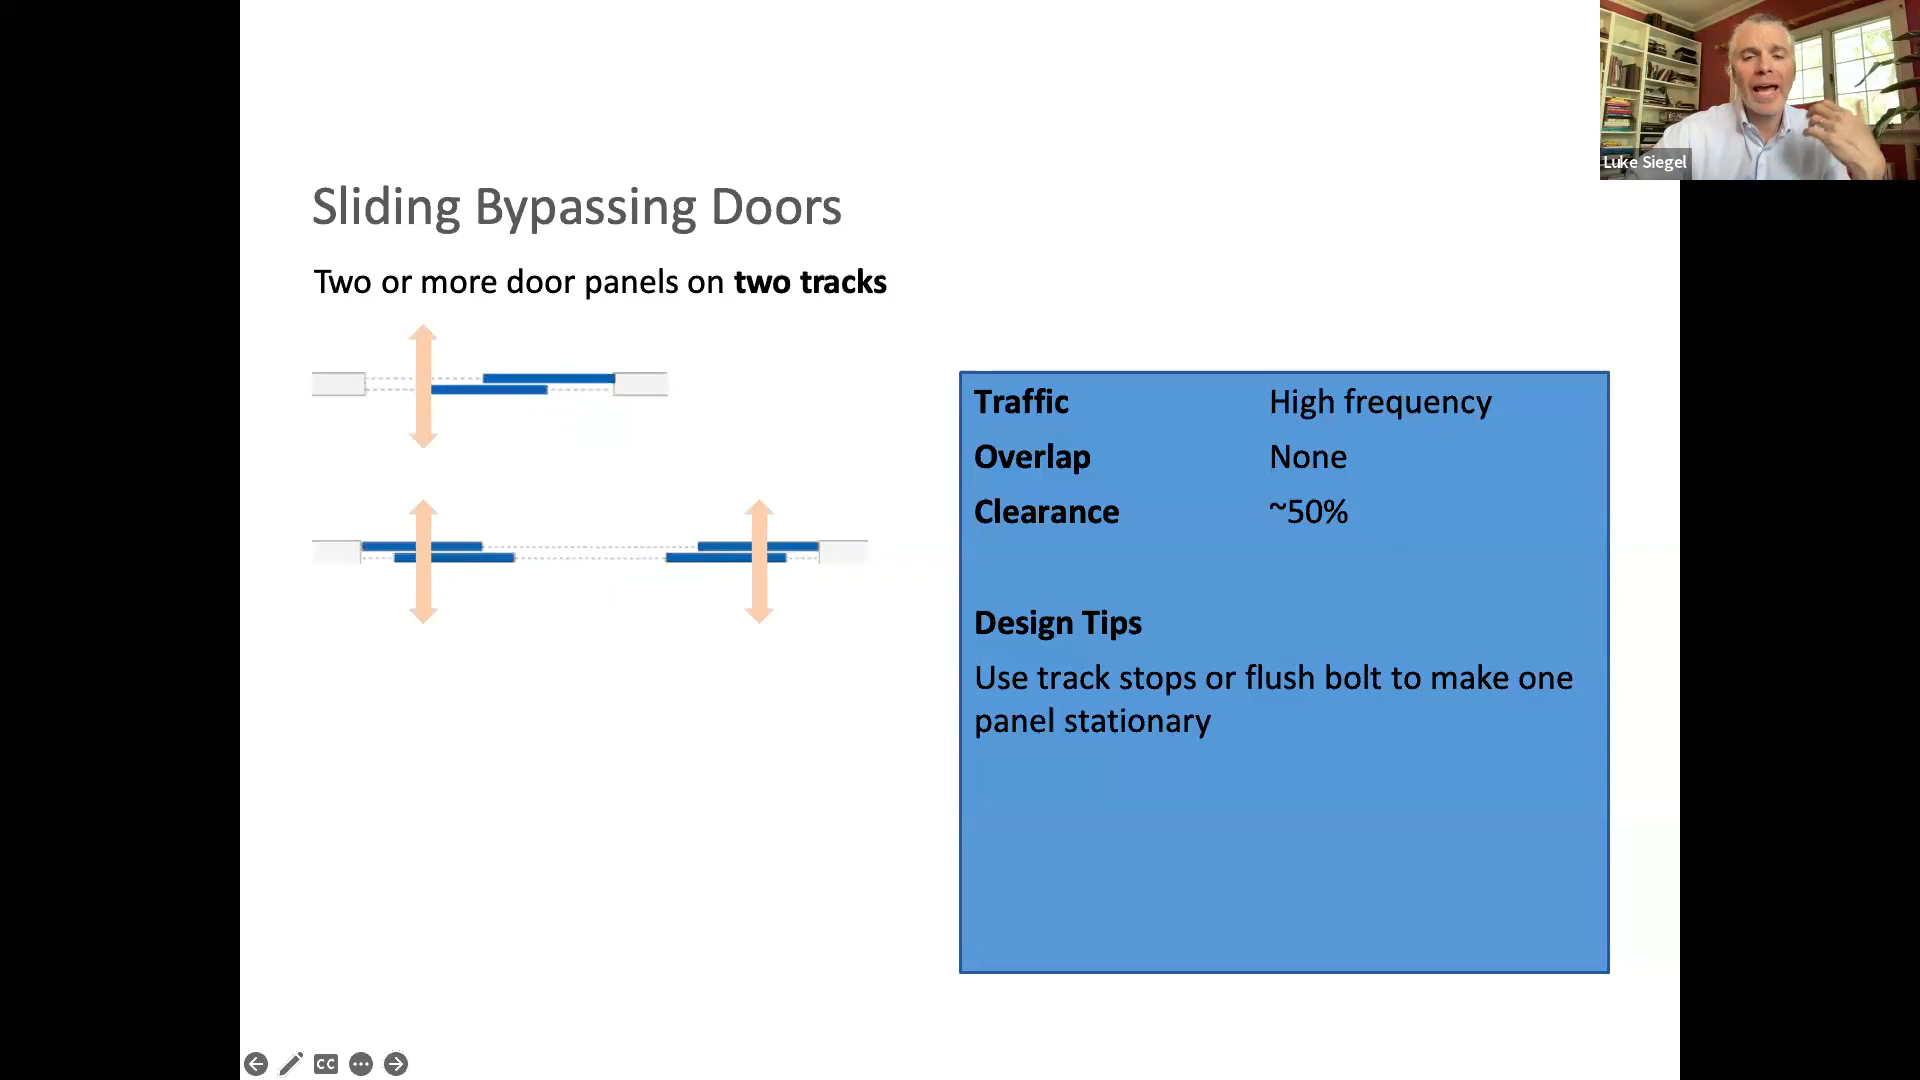 Luke Siegel
Sliding Bypassing Doors
Two or more door panels on two tracks
Traffic High frequency
Overlap None
Clearance ~50%
Design Tips
Use track stops or flush bolt to make one
panel stationary
CC